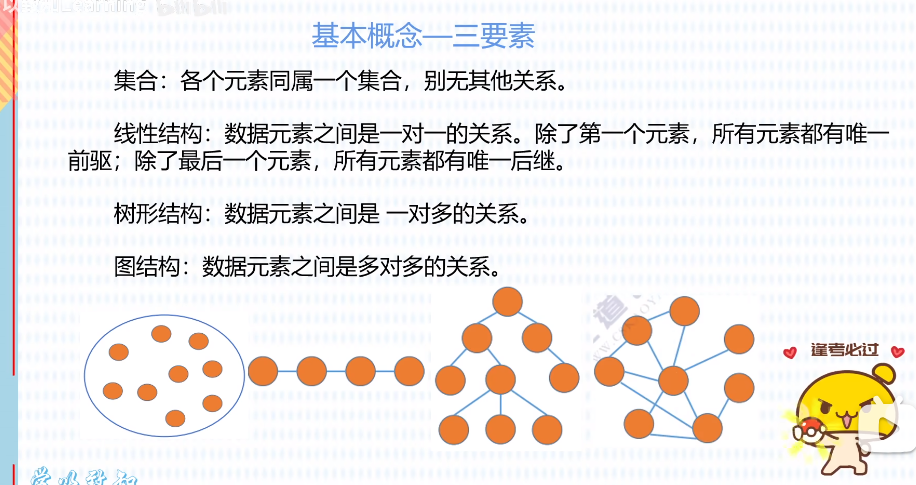 基本概念—三要素
集合：各个元素同属一个集合，别无其他关系。
线性结构：数据元素之间是一对一的关系。除了第一个元素，所有元素都有唯一
前驱；除了最后一个元素，所有元素都有唯一后继。
树形结构：数据元素之间是 一对多的关系。
图结构：数据元素之间是多对多的关系。
道
逢考必过